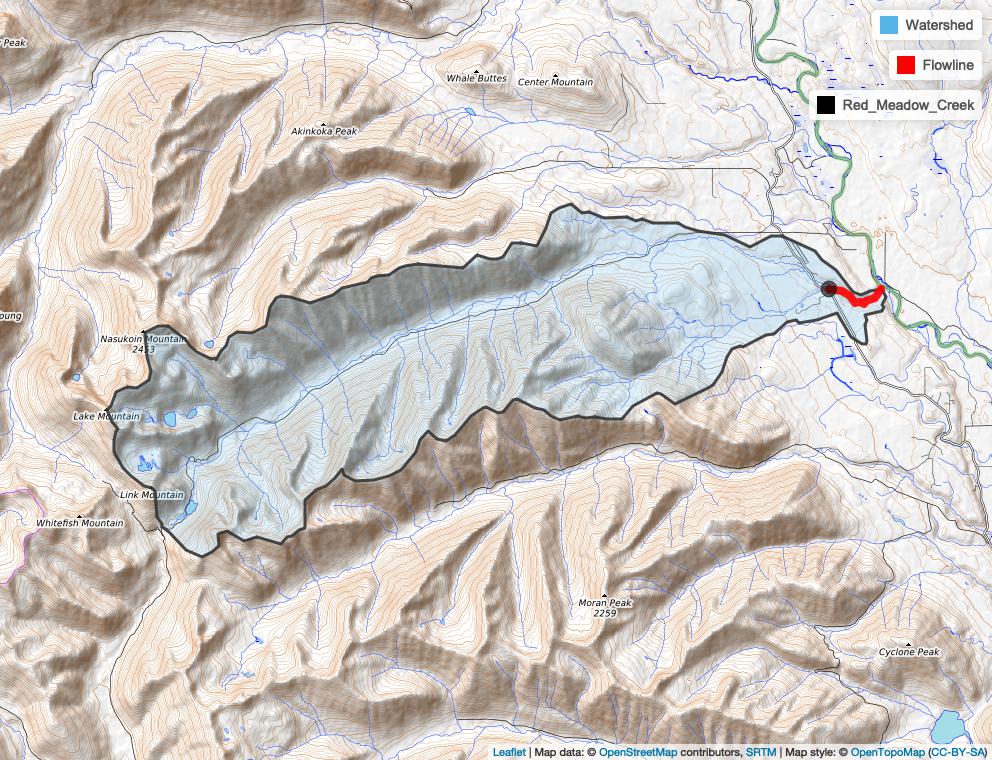 Watershed
Flowline
Red_Meadow_Creek
Peak
Whale Buttes
Center Mountain
Akinkoka Peak
oung
Nasukoin Mountain
2453
Lake Mountain
Link Mountain
Whitefish Mountain
Moran Peak
2259
Cyclone Peak
Leaflet | Map data: © OpenStreetMap contributors, SRTM | Map style: © OpenTopoMap (CC-BY-SA)